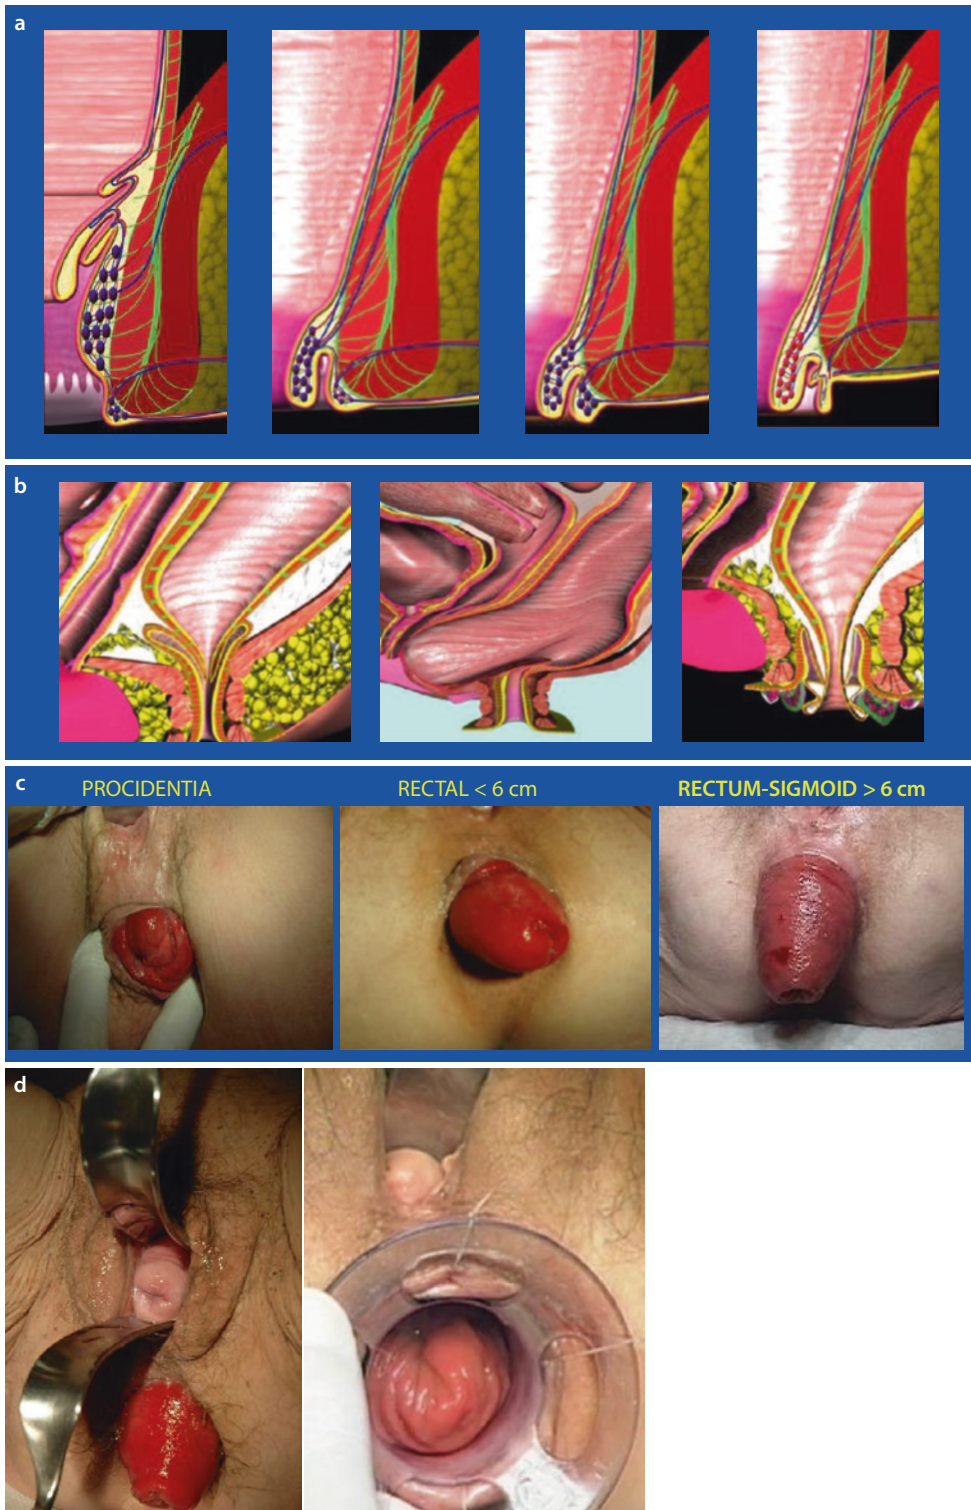 a
b
c
PROCIDENTIA
RECTAL < 6 cm
RECTUM-SIGMOID > 6 cm
d